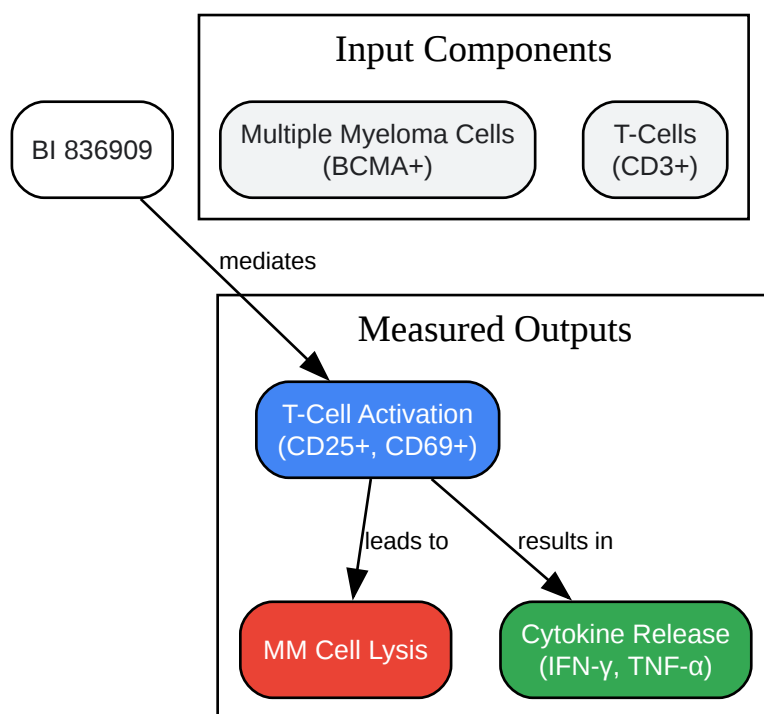 Input Components
BI 836909
Multiple Myeloma Cells
(BCMA+)
T-Cells
(CD3+)
mediates
Measured Outputs
T-Cell Activation
(CD25+, CD69+)
leads to
results in
MM Cell Lysis
Cytokine Release
(IFN-γ, TNF-α)